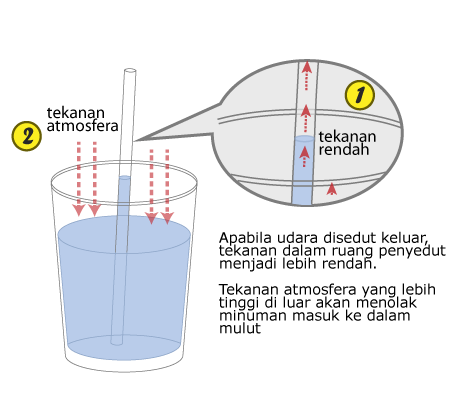 1
tekanan
rendah
2
tekanan
atmosfera
Apabila udara disedut keluar,
tekanan dalam ruang penyedut
menjadi lebih rendah.
Tekanan atmosfera yang lebih
tinggi di luar akan menolak
minuman masuk ke dalam
mulut